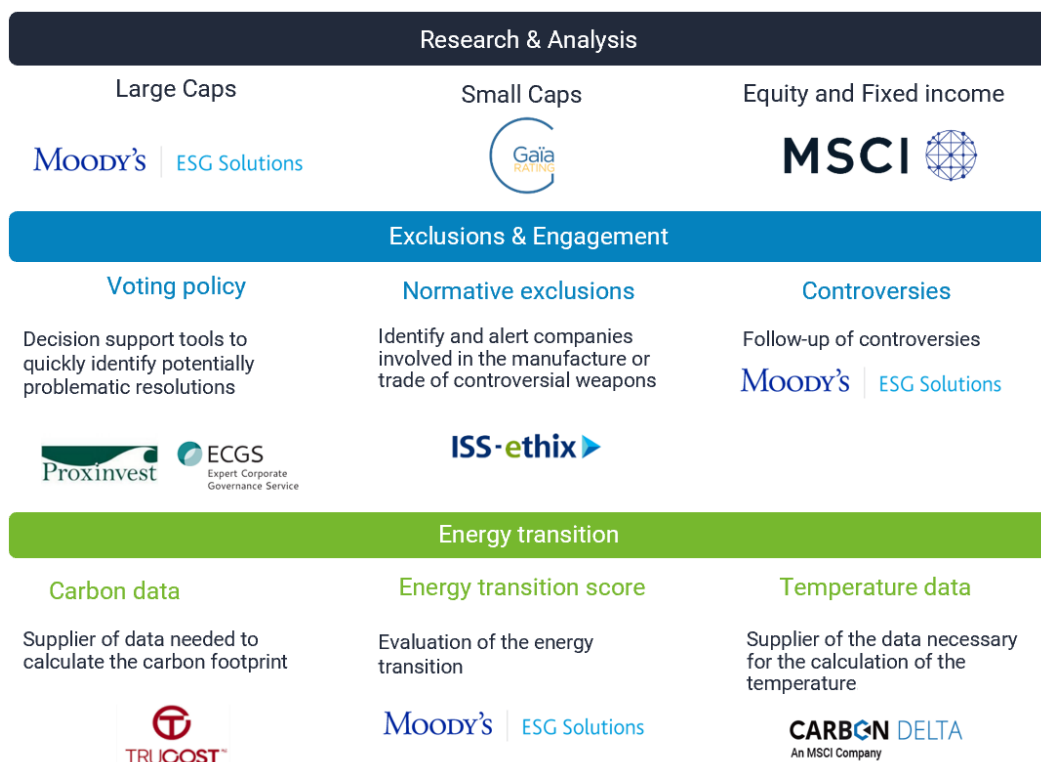 Research & Analysis
Large Caps
Small Caps
Equity and Fixed income
MOODY'S | ESG Solutions
Gaïa
RATING
MSCI
Exclusions & Engagement
Voting policy
Normative exclusions
Controversies
Decision support tools to
quickly identify potentially
problematic resolutions
Identify and alert companies
involved in the manufacture or
trade of controversial weapons
Follow-up of controversies
MOODY'S | ESG Solutions
Proxinvest
ECGS
Expert Corporate
Governance Service
ISS-ethix
Energy transition
Carbon data
Energy transition score
Temperature data
Supplier of data needed to
calculate the carbon footprint
Evaluation of the energy
transition
Supplier of the data necessary
for the calculation of the
temperature
TRUCOST™
MOODY'S | ESG Solutions
CARBON DELTA
An MSCI Company